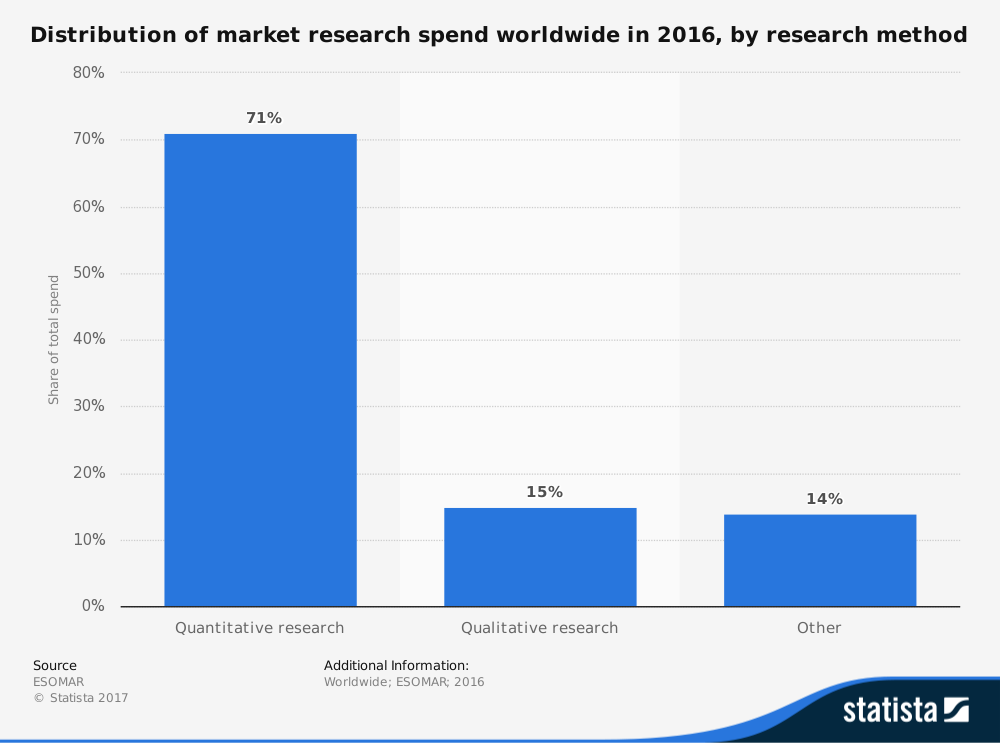 Distribution of market research spend worldwide in 2016, by research method
Share of total spend
80%
70%
60%
50%
40%
30%
20%
10%
0%
71%
15%
14%
Quantitative research
Qualitative research
Other
Source
ESOMAR
© Statista 2017
Additional Information:
Worldwide; ESOMAR; 2016
statista